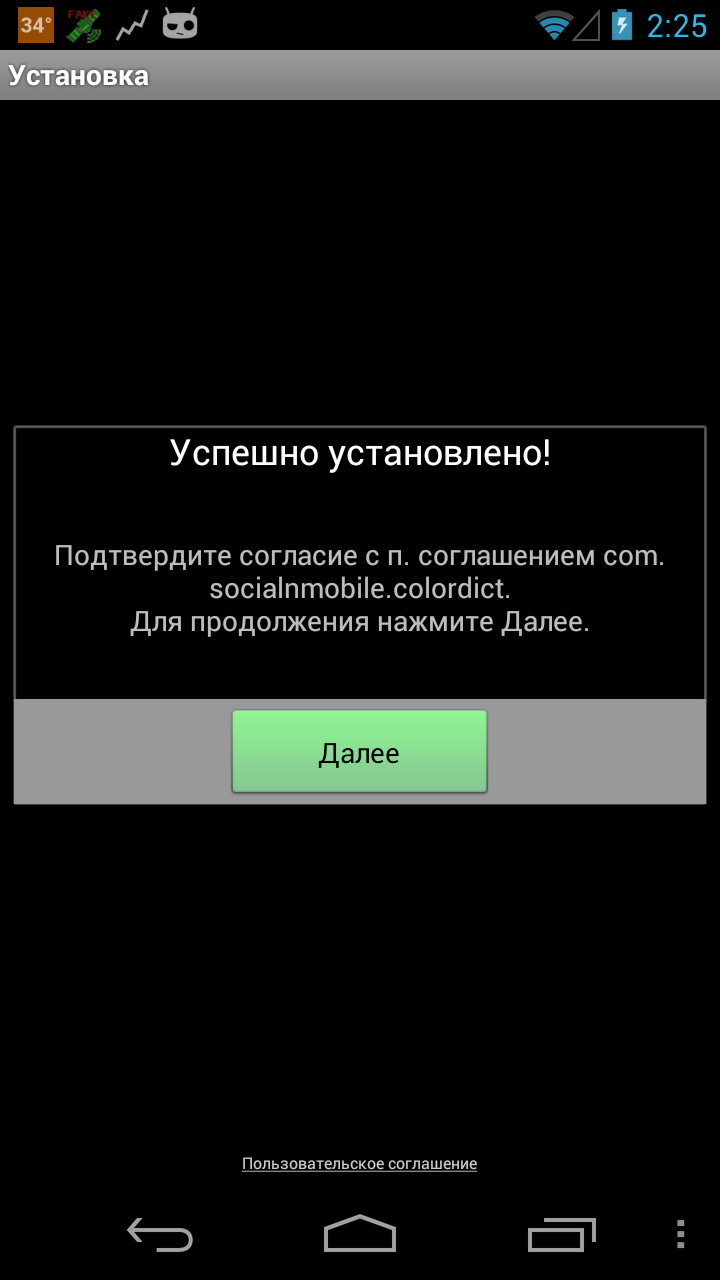 34°
FAKE
2:25
Установка
Успешно установлено!
Подтвердите согласие с п. соглашением com.
socialnmobile.colordict.
Для продолжения нажмите Далее.
Далее
Пользовательское соглашение